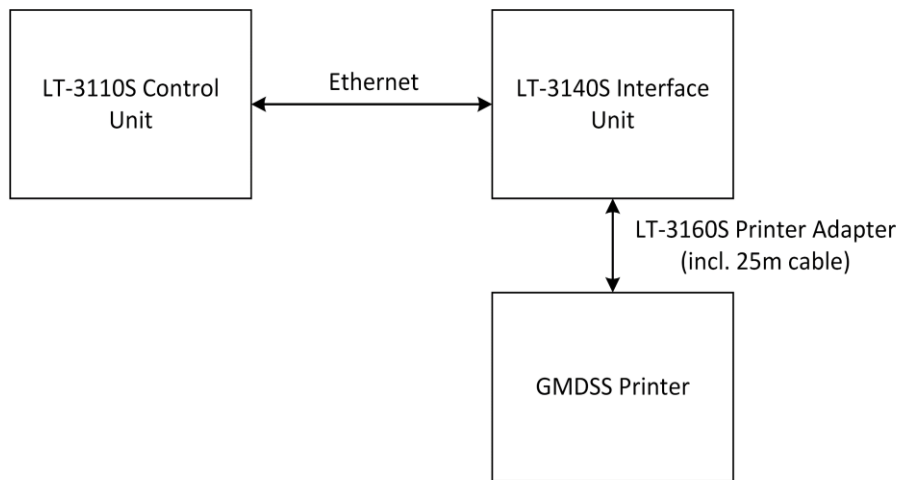 LT-3110S Control
Unit
Ethernet
LT-3140S Interface
Unit
LT-3160S Printer Adapter
(incl. 25m cable)
GMDSS Printer